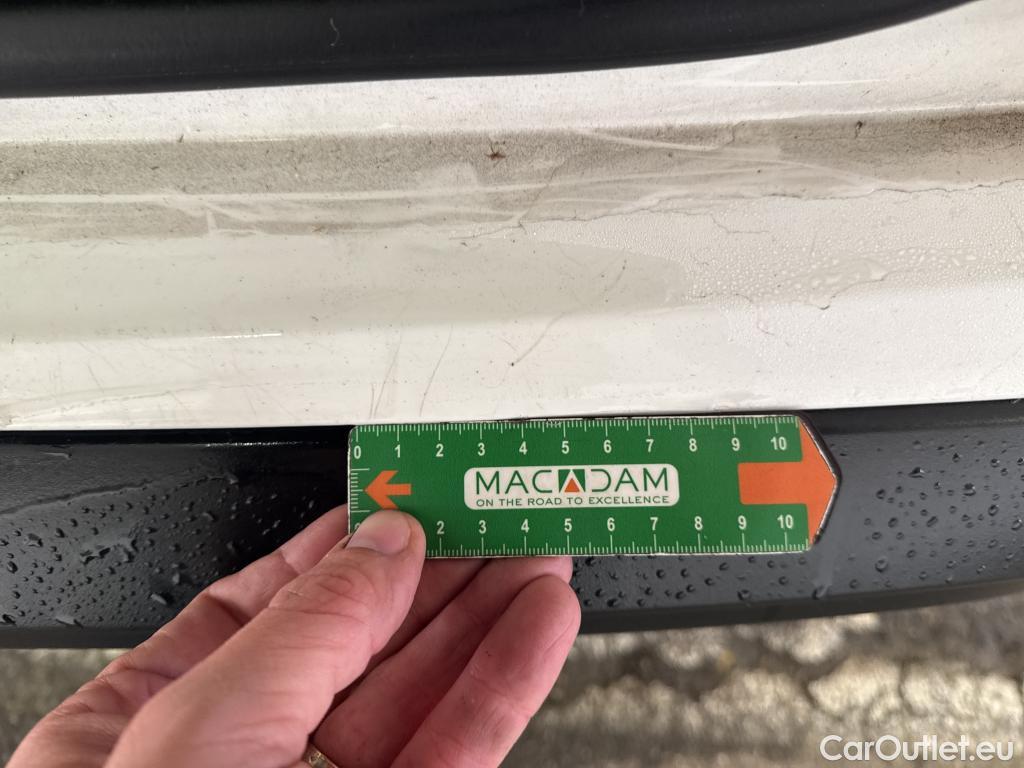 0 1 2 3 4 5 6 7 8 9 10
MACADAM
ON THE ROAD TO EXCELLENCE
2 3 4 5 6 7 8 9 10
CarOutlet.eu